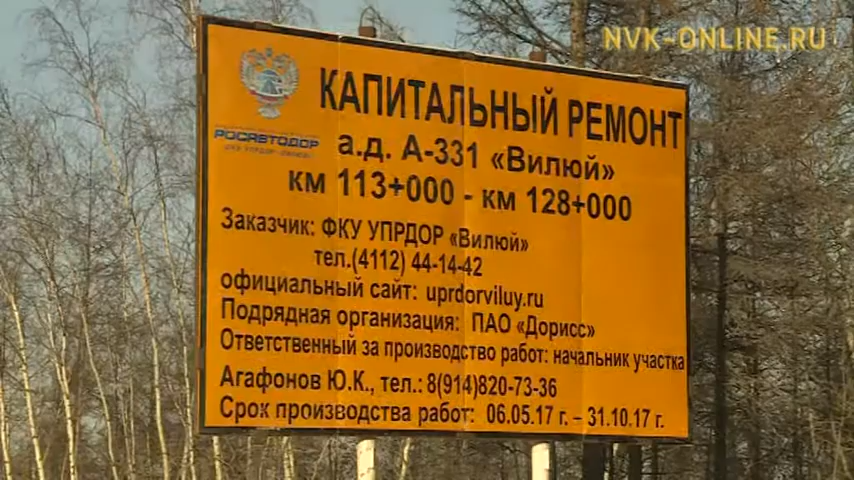 NVK-ONLINE.RU
КАПИТАЛЬНЫЙ РЕМОНТ
РОСАВТОДОР
а.д. А-331 «Вилюй»
км 113+000 - км 128+000
Заказчик: ФКУ УПРДОР «Вилюй»
тел.(4112) 44-14-42
официальный сайт: uprdorviluy.ru
Подрядная организация: ПАО «Дорисс»
Ответственный за производство работ: начальник участка
Агафонов Ю.К., тел.: 8(914)820-73-36
Срок производства работ: 06.05.17 г. – 31.10.17 г.